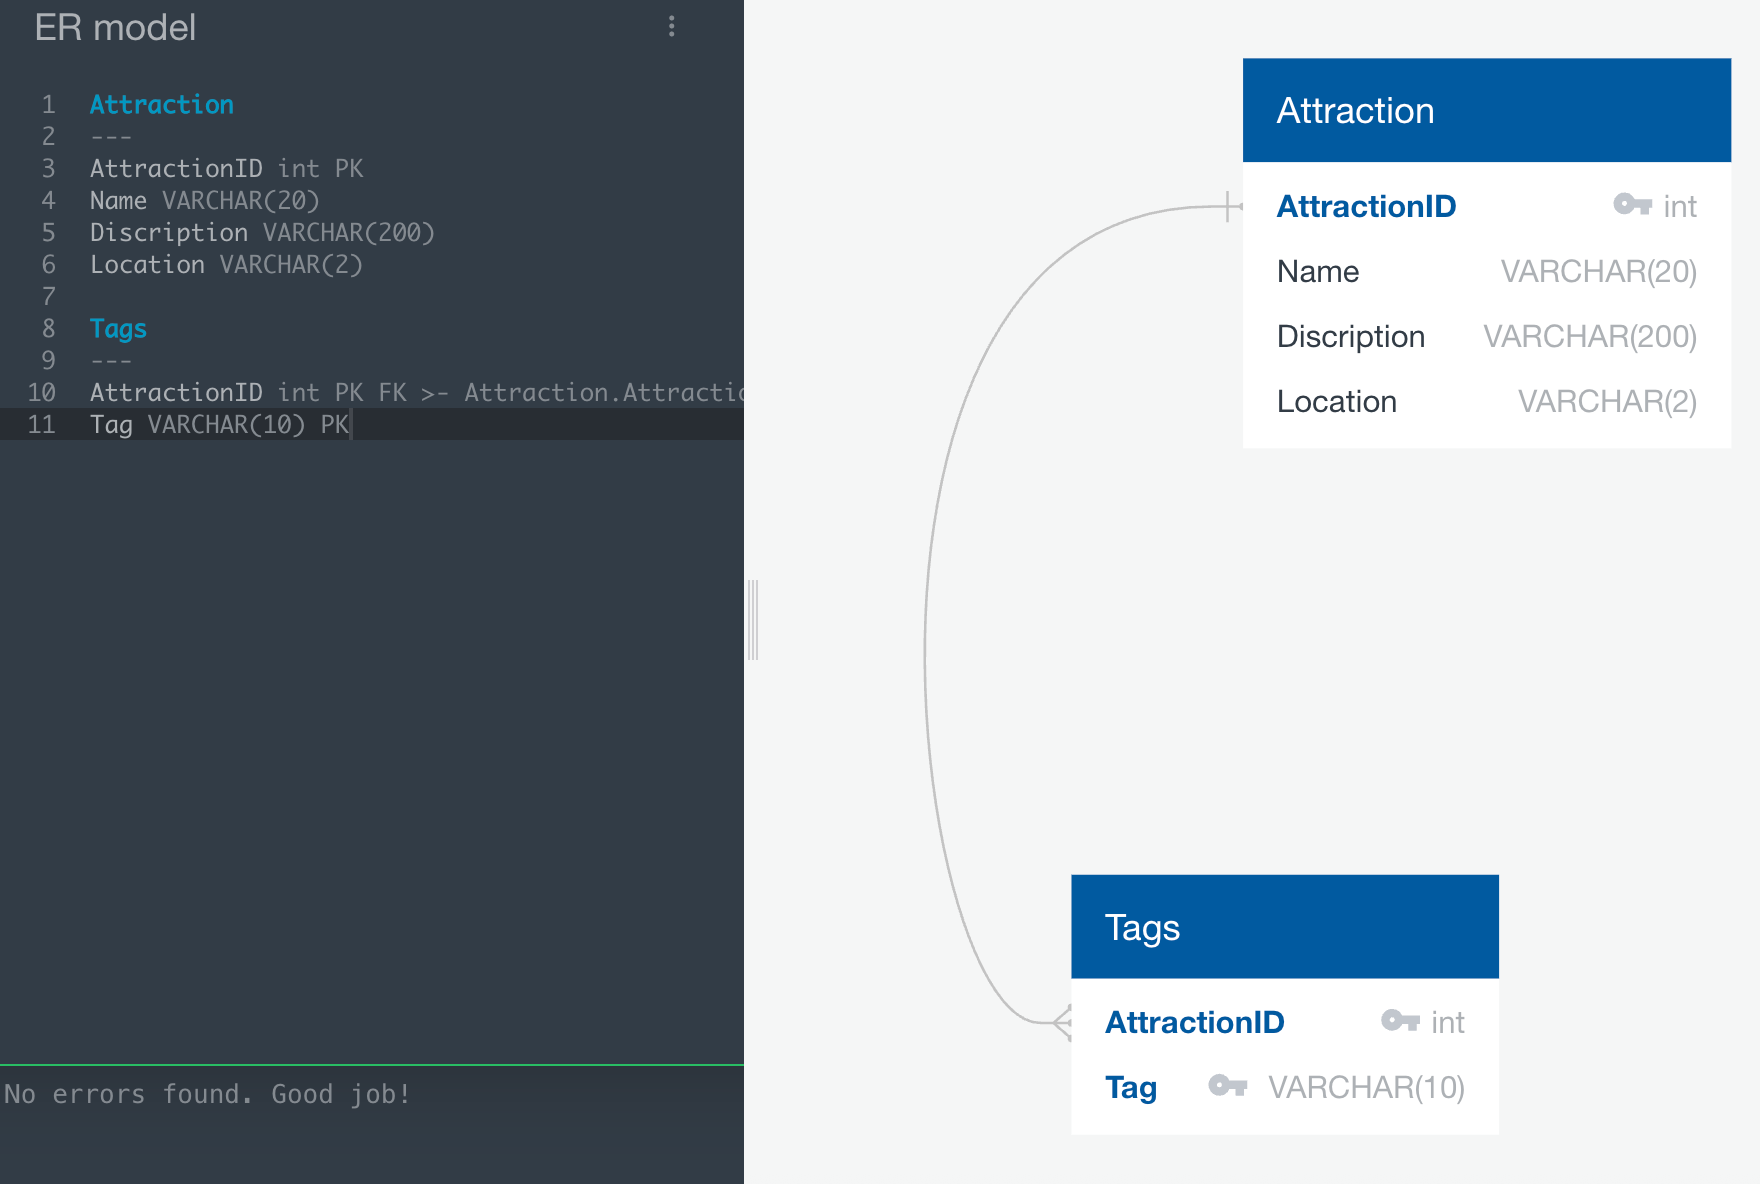 ER model
1 Attraction
2 ---
3 AttractionID int PK
4 Name VARCHAR(20)
5 Discription VARCHAR(200)
6 Location VARCHAR(2)
7
8 Tags
9 ---
10 AttractionID int PK FK >- Attraction.Attractio
11 Tag VARCHAR(10) PK
No errors found. Good job!
Attraction
AttractionID int
Name VARCHAR(20)
Discription VARCHAR(200)
Location VARCHAR(2)
Tags
AttractionID int
Tag VARCHAR(10)